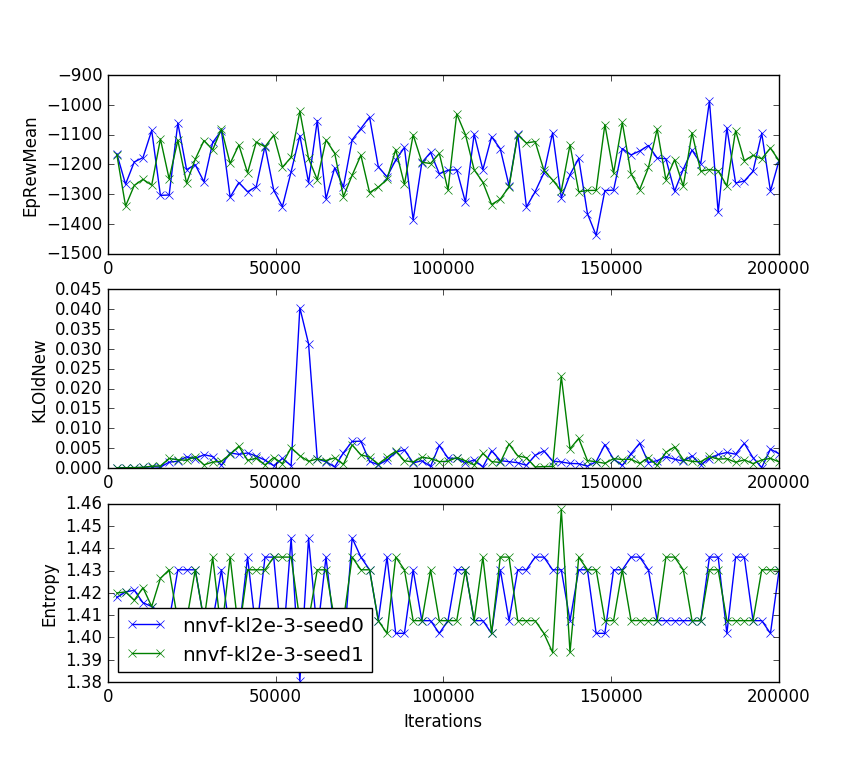 −900
−1000
−1100
−1200
−1300
−1400
−1500
EpRewMean
0 50000 100000 150000 200000
0.045
0.040
0.035
0.030
0.025
0.020
0.015
0.010
0.005
0.000
KLOldNew
0 50000 100000 150000 200000
1.46
1.45
1.44
1.43
1.42
1.41
1.40
1.39
1.38
Entropy
nnvf-kl2e-3-seed0
nnvf-kl2e-3-seed1
0 50000 100000 150000 200000
Iterations